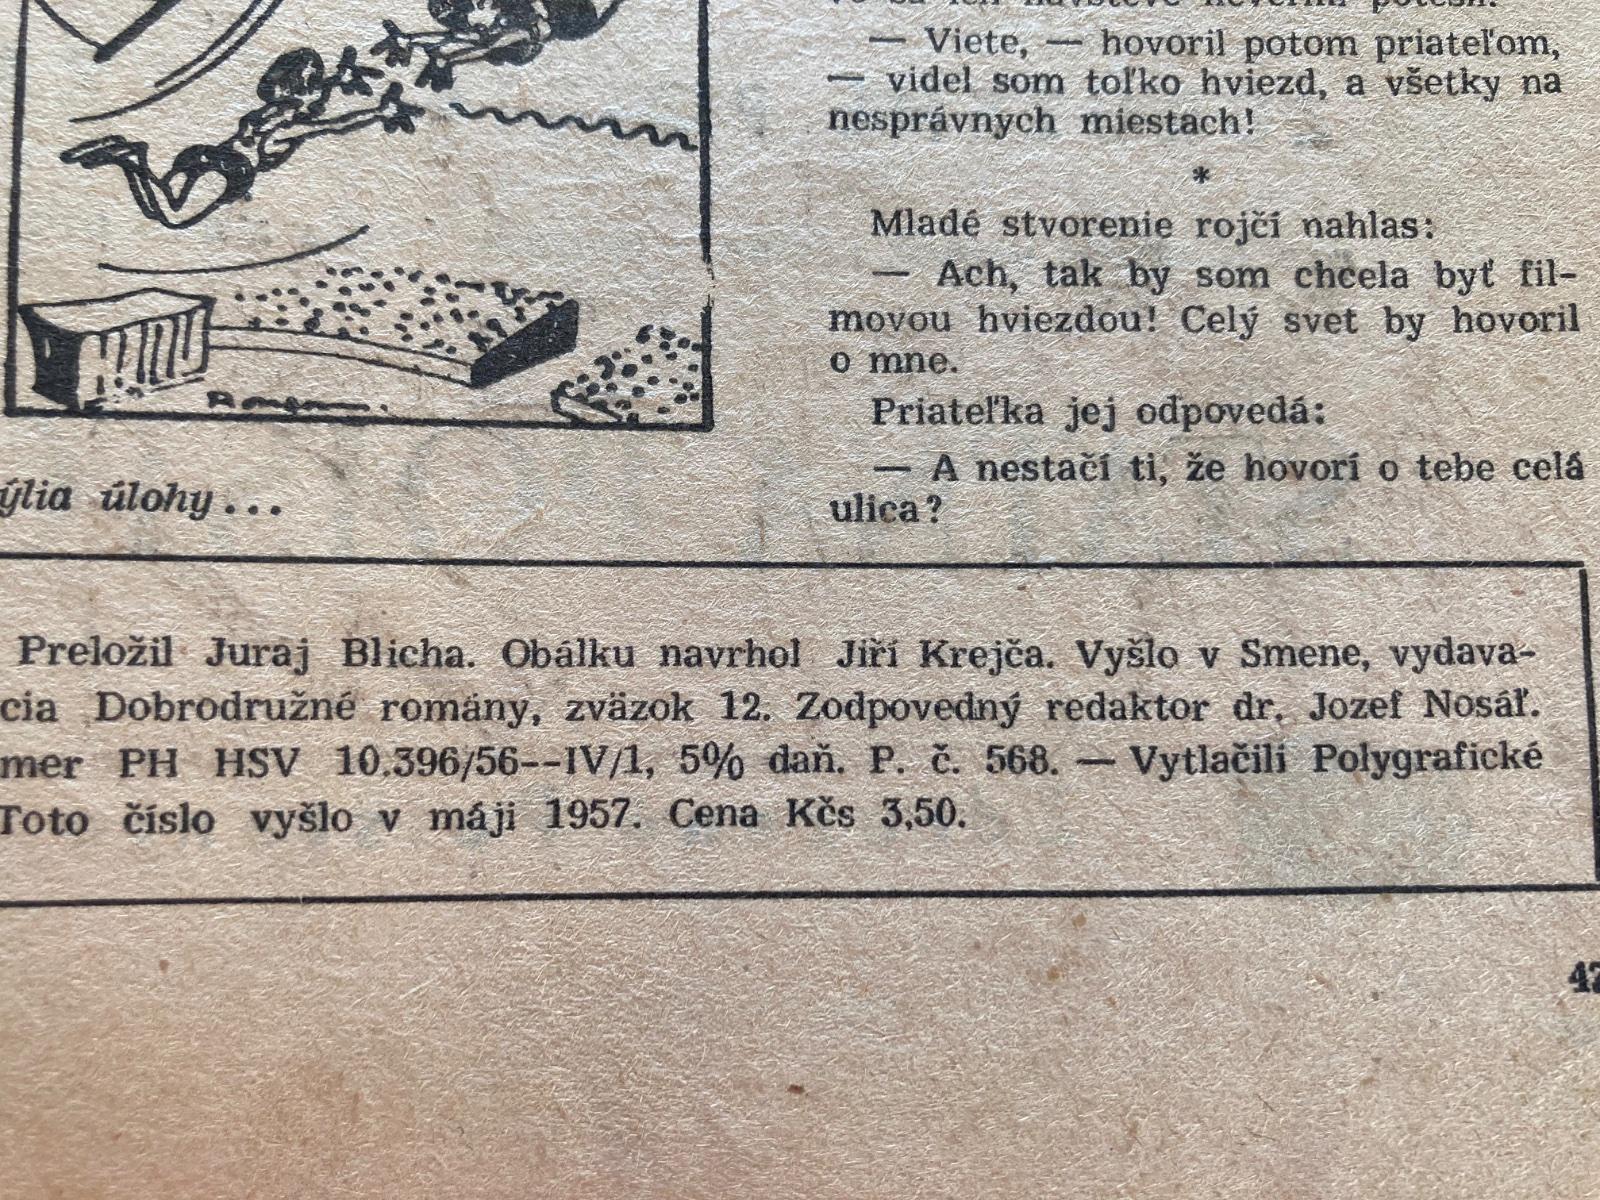 — Viete, — hovoril potom priateľom,
— videl som toľko hviezd, a všetky na
nesprávnych miestach!
*
Mladé stvorenie rojčí nahlas:
— Ach, tak by som chcela byť fil-
movou hviezdou! Celý svet by hovoril
o mne.
Priateľka jej odpovedá:
— A nestačí ti, že hovorí o tebe celá
ulica?
ýlia úlohy...
Preložil Juraj Blicha. Obálku navrhol Jiří Krejča. Vyšlo v Smene, vydava-
cia Dobrodružné romány, zväzok 12. Zodpovedný redaktor dr. Jozef Nosáľ.
mer PH HSV 10.396/56--IV/1, 5% daň. P. č. 568. — Vytlačili Polygrafické
Toto číslo vyšlo v máji 1957. Cena Kčs 3,50.